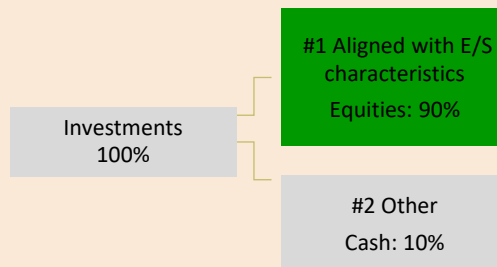 #1 Aligned with E/S
characteristics
Equities: 90%
Investments
100%
#2 Other
Cash: 10%